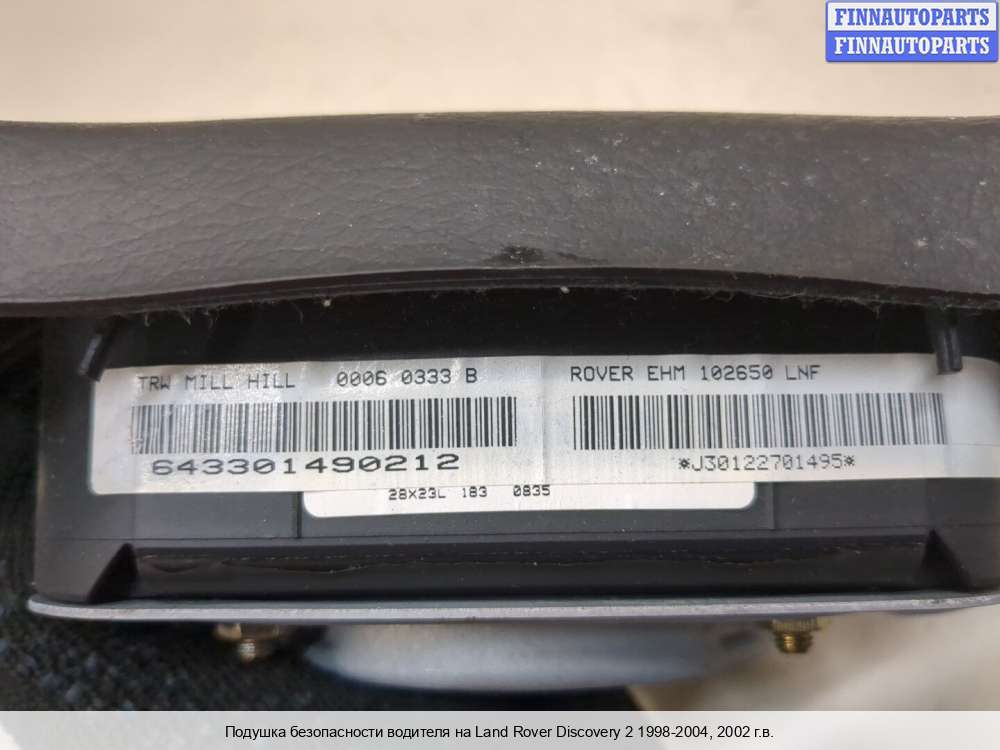 FINNAUTOPARTS
FINNAUTOPARTS
TRW MILL HILL 0006 0333 B
ROVER EHM 102650 LNF
643301490212
*J30122701495*
28X23L 183 0835
Подушка безопасности водителя на Land Rover Discovery 2 1998-2004, 2002 г.в.